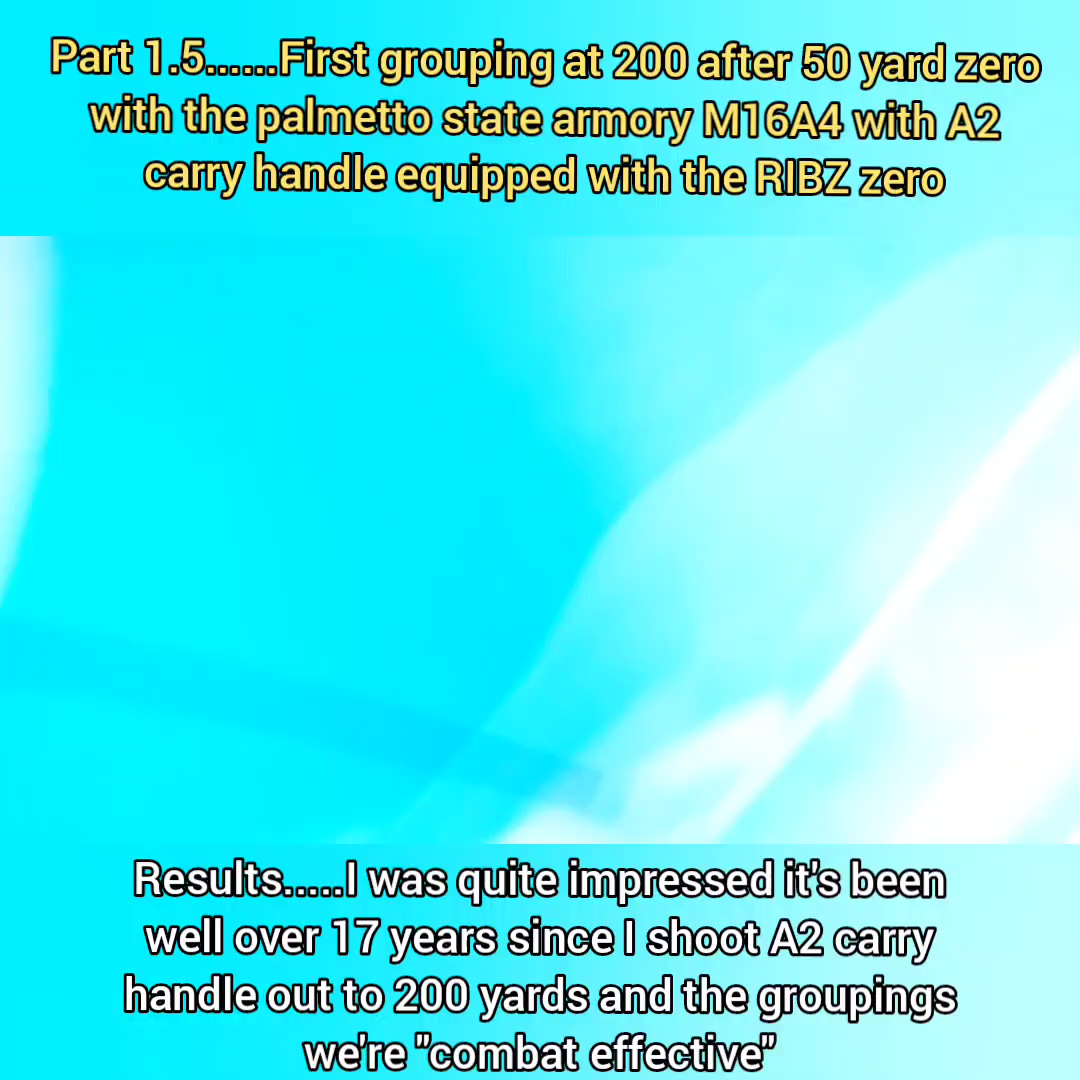 Part 1.5......First grouping at 200 after 50 yard zero
with the palmetto state armory M16A4 with A2
carry handle equipped with the RIBZ zero
Results.....I was quite impressed it's been
well over 17 years since I shoot A2 carry
handle out to 200 yards and the groupings
we're "combat effective"